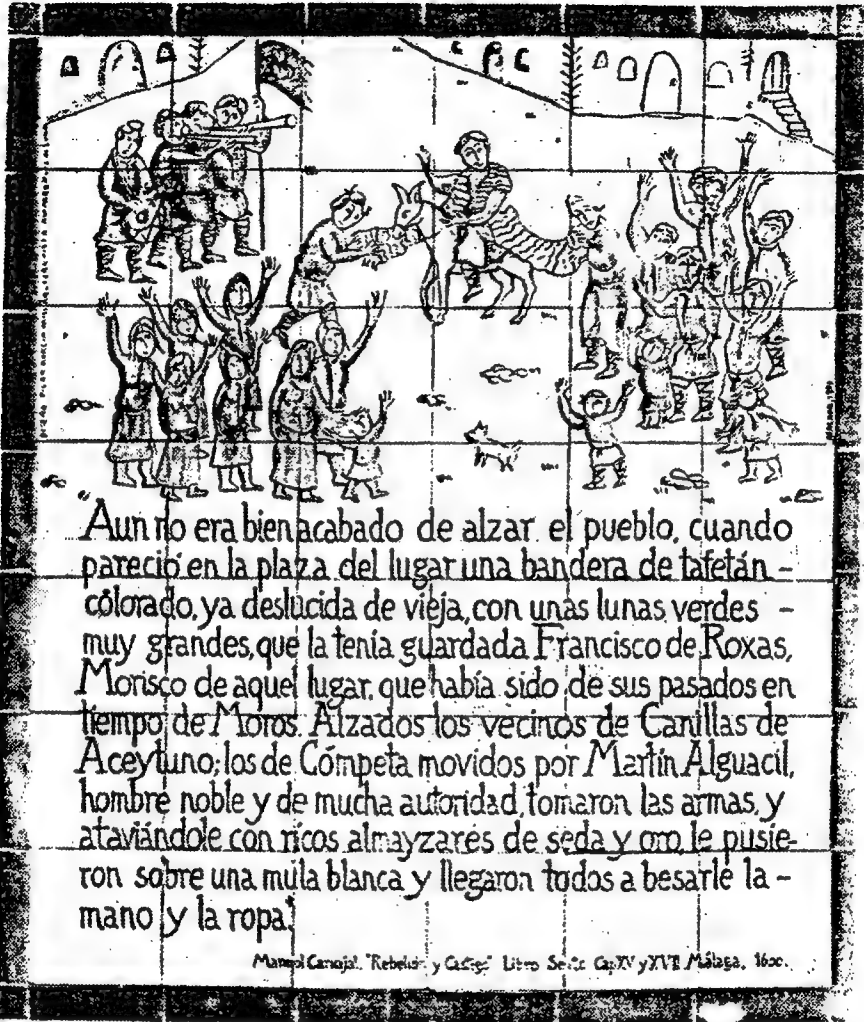 Aun no era bien acabado de alzar el pueblo, cuando
pareció en la plaza del lugar una bandera de tafetán -
colorado, ya deslucida de vieja, con unas lunas verdes -
muy grandes, que la tenia guardada Francisco de Roxas,
Morisco de aquel lugar, que había sido de sus pasados en
tiempo de Moros. Alzados los vecinos de Canillas de
Aceytuno; los de Cómpeta movidos por Martín Alguacil,
hombre noble y de mucha autoridad, tomaron las armas, y
ataviándole con ricos almayzares de seda y oro, le pusie-
ron sobre una mula blanca y llegaron todos a besarle la -
mano y la ropa."
Marmol Carvajal. "Rebelión y Castigo" Libro Cap XV y XVII Málaga, 1600.